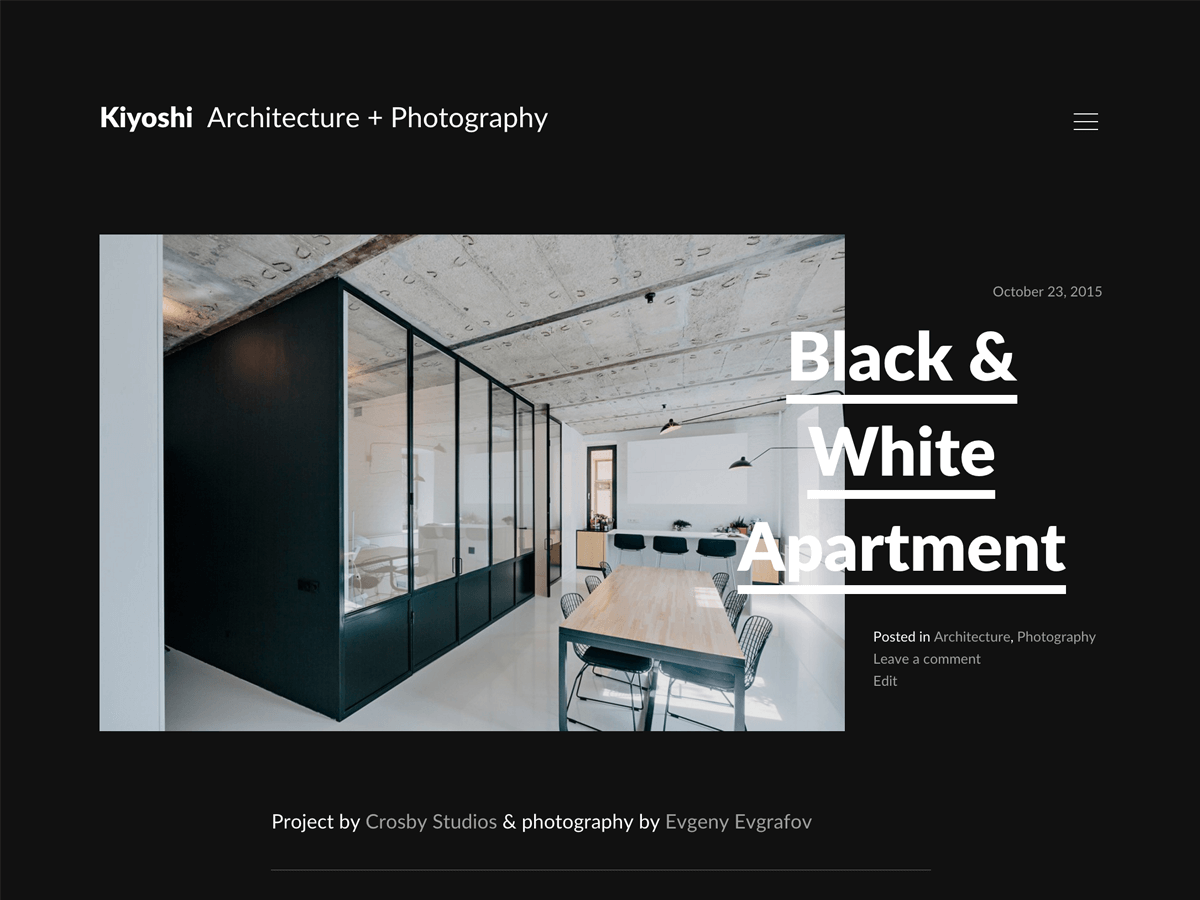 Kiyoshi Architecture + Photography
October 23, 2015
Black &
White
Apartment
Posted in Architecture, Photography
Leave a comment
Edit
Project by Crosby Studios & photography by Evgeny Evgrafov